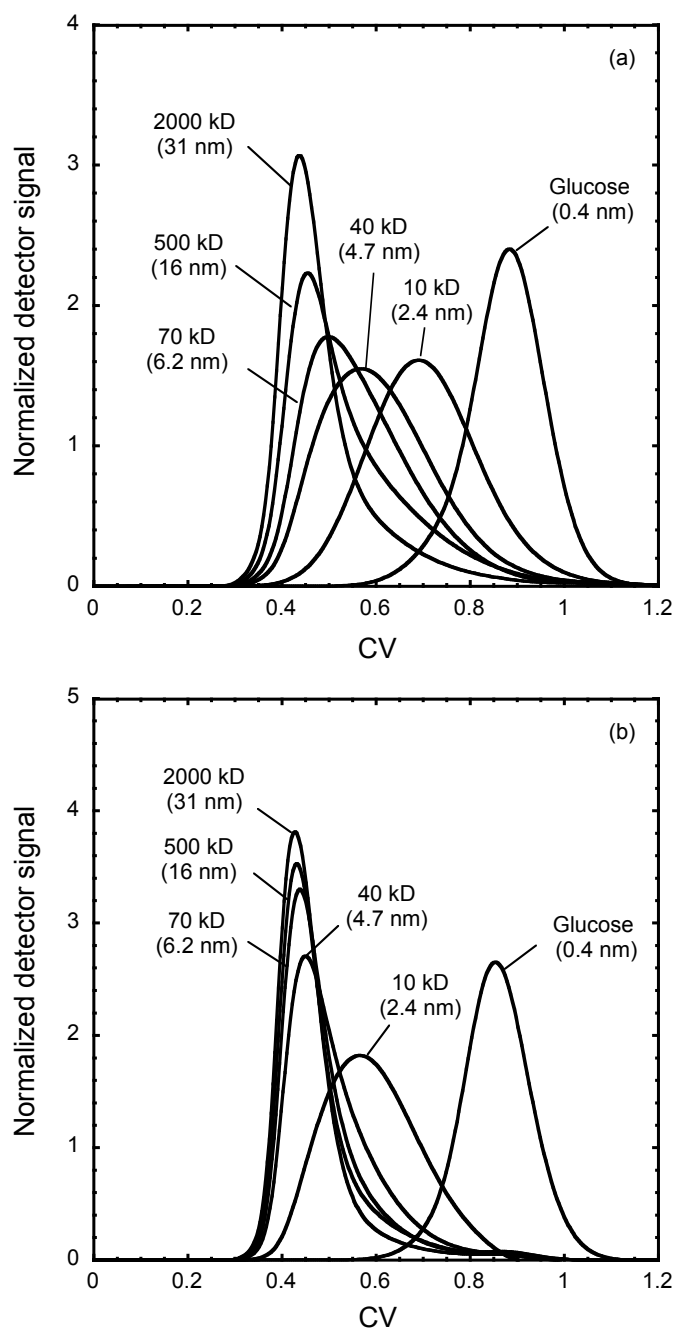 4
(a)
2000 kD
(31 nm)
3
Glucose
(0.4 nm)
40 kD
(4.7 nm)
500 kD
(16 nm)
10 kD
(2.4 nm)
2
70 kD
(6.2 nm)
1
0
Normalized detector signal
0 0.2 0.4 0.6 0.8 1 1.2
CV
5
(b)
2000 kD
(31 nm)
4
500 kD
(16 nm)
40 kD
(4.7 nm)
3
70 kD
(6.2 nm)
Glucose
(0.4 nm)
10 kD
(2.4 nm)
2
1
0
Normalized detector signal
0 0.2 0.4 0.6 0.8 1 1.2
CV